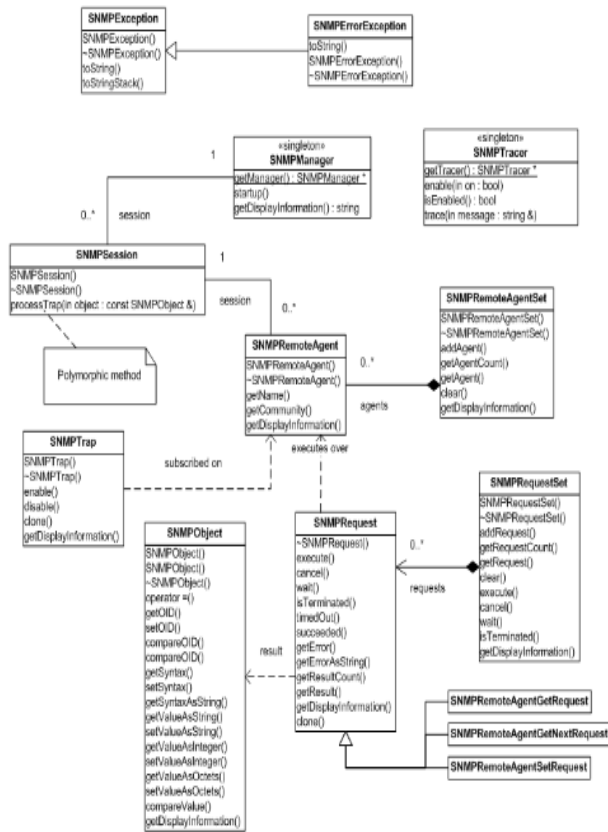 SNMPException
SNMPException()
~SNMPException()
toString()
toStringStack()
SNMPErrorException
toString()
SNMPErrorException()
~SNMPErrorException()
«singleton»
SNMPManager
getManager() : SNMPManager *
startup()
getDisplayInformation() : string
«singleton»
SNMPTracer
getTracer() : SNMPTracer *
enable(in on : bool)
isEnabled() : bool
trace(in message : string &)
1
0..*
session
SNMPSession
SNMPSession()
~SNMPSession()
processTrap(in object : const SNMPObject &)
1
session
0..*
Polymorphic method
SNMPRemoteAgent
SNMPRemoteAgent()
~SNMPRemoteAgent()
getName()
getCommunity()
getDisplayInformation()
0..*
agents
SNMPRemoteAgentSet
SNMPRemoteAgentSet()
~SNMPRemoteAgentSet()
addAgent()
getAgentCount()
getAgent()
clear()
getDisplayInformation()
SNMPTrap
SNMPTrap()
~SNMPTrap()
enable()
disable()
clone()
getDisplayInformation()
subscribed on
executes over
SNMPObject
SNMPObject()
SNMPObject()
~SNMPObject()
operator =()
getOID()
setOID()
compareOID()
compareOID()
getSyntax()
setSyntax()
getSyntaxAsString()
getValueAsString()
setValueAsString()
getValueAsInteger()
setValueAsInteger()
getValueAsOctets()
setValueAsOctets()
compareValue()
getDisplayInformation()
result
SNMPRequest
~SNMPRequest()
execute()
cancel()
wait()
isTerminated()
timedOut()
succeeded()
getError()
getErrorAsString()
getResultCount()
getResult()
getDisplayInformation()
clone()
0..*
requests
SNMPRequestSet
SNMPRequestSet()
~SNMPRequestSet()
addRequest()
getRequestCount()
getRequest()
clear()
execute()
cancel()
wait()
isTerminated()
getDisplayInformation()
SNMPRemoteAgentGetRequest
SNMPRemoteAgentGetNextRequest
SNMPRemoteAgentSetRequest